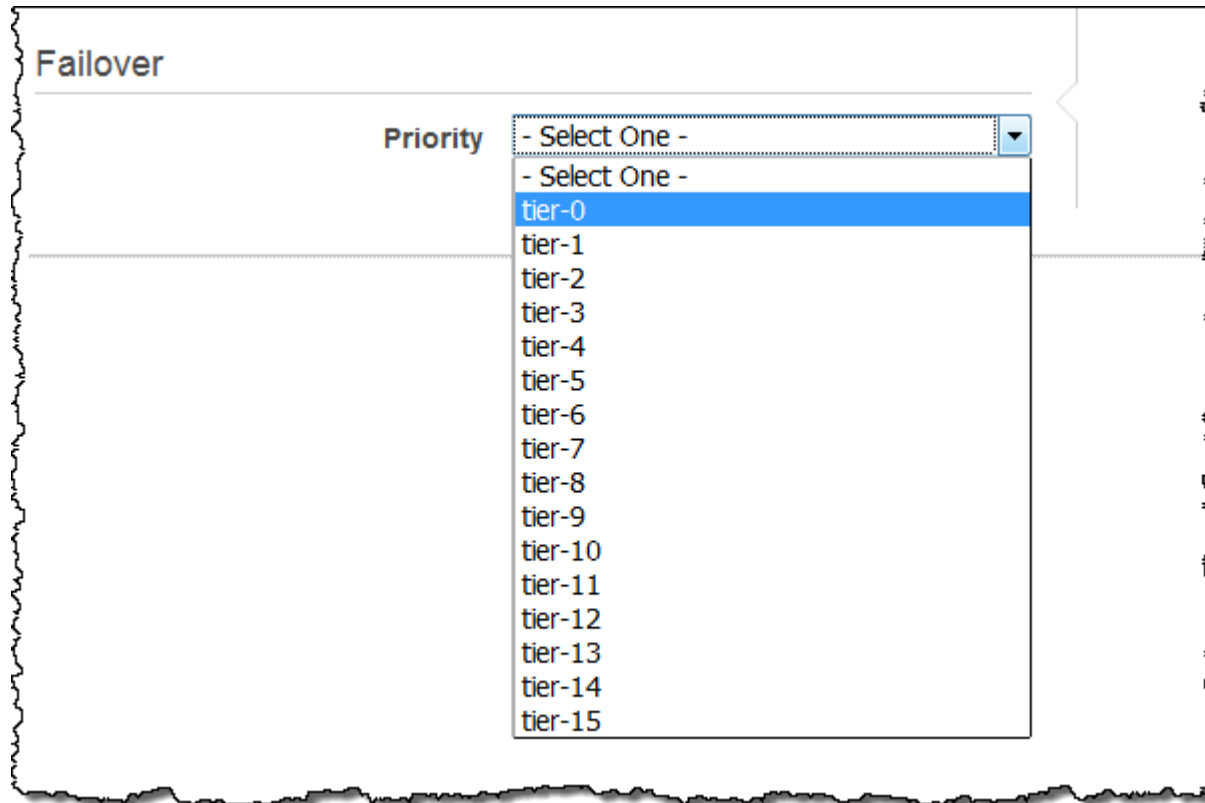 Failover
Priority - Select One -
- Select One -
tier-0
tier-1
tier-2
tier-3
tier-4
tier-5
tier-6
tier-7
tier-8
tier-9
tier-10
tier-11
tier-12
tier-13
tier-14
tier-15